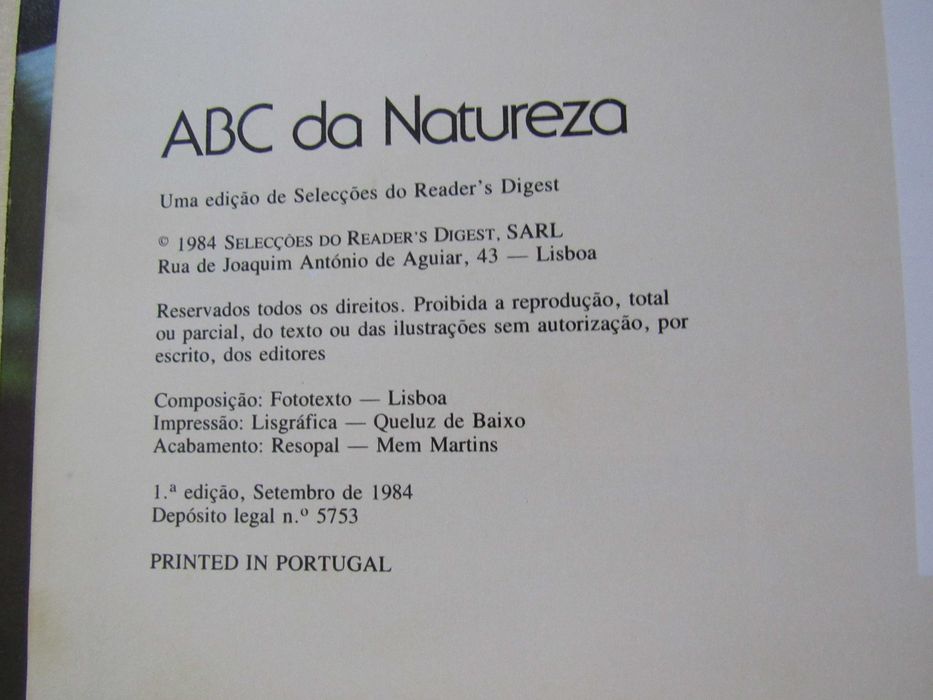 ABC da Natureza
Uma edição de Selecções do Reader's Digest
© 1984 SELECÇÕES DO READER'S DIGEST, SARL
Rua de Joaquim António de Aguiar, 43 — Lisboa
Reservados todos os direitos. Proibida a reprodução, total
ou parcial, do texto ou das ilustrações sem autorização, por
escrito, dos editores
Composição: Fototexto — Lisboa
Impressão: Lisgráfica — Queluz de Baixo
Acabamento: Resopal — Mem Martins
1.ª edição, Setembro de 1984
Depósito legal n.º 5753
PRINTED IN PORTUGAL